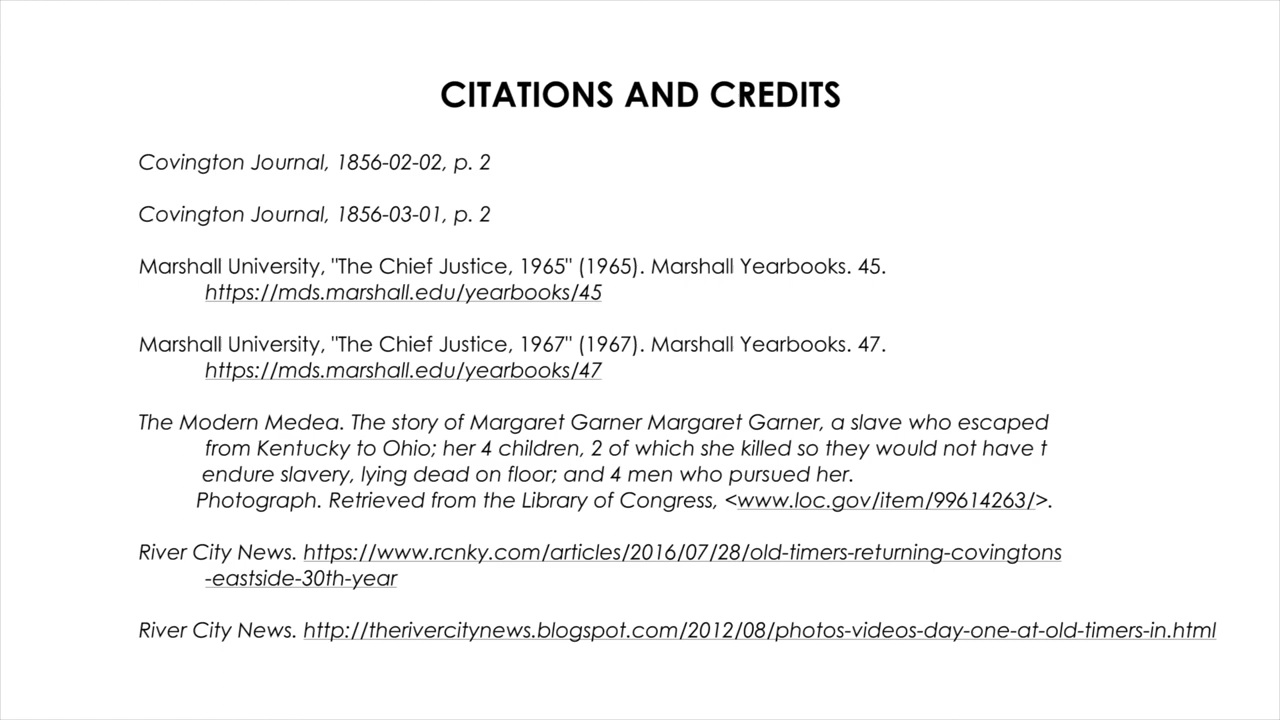 CITATIONS AND CREDITS
Covington Journal, 1856-02-02, p. 2
Covington Journal, 1856-03-01, p. 2
Marshall University, "The Chief Justice, 1965" (1965). Marshall Yearbooks. 45.
https://mds.marshall.edu/yearbooks/45
Marshall University, "The Chief Justice, 1967" (1967). Marshall Yearbooks. 47.
https://mds.marshall.edu/yearbooks/47
The Modern Medea. The story of Margaret Garner Margaret Garner, a slave who escaped
from Kentucky to Ohio; her 4 children, 2 of which she killed so they would not have t
endure slavery, lying dead on floor; and 4 men who pursued her.
Photograph. Retrieved from the Library of Congress, <www.loc.gov/item/99614263/>.
River City News. https://www.rcnky.com/articles/2016/07/28/old-timers-returning-covingtons
-eastside-30th-year
River City News. http://therivercitynews.blogspot.com/2012/08/photos-videos-day-one-at-old-timers-in.html